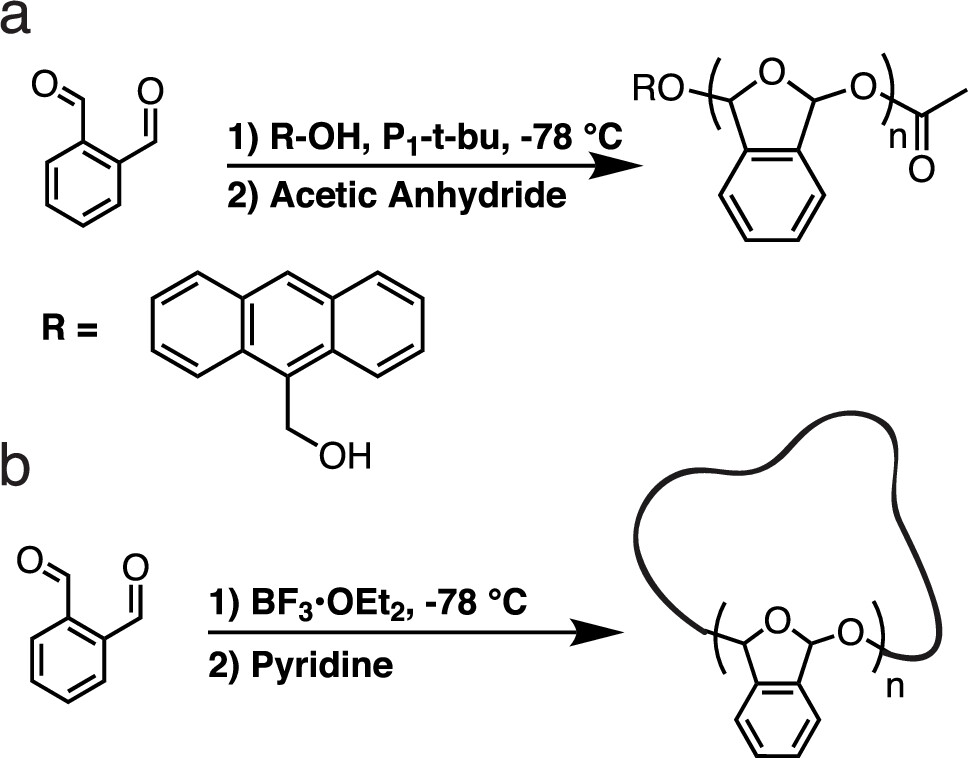 a
O
O
1) R-OH, P₁-t-bu, -78 °C
2) Acetic Anhydride
RO
O
O
n
O
R =
OH
b
O
O
1) BF₃•OEt₂, -78 °C
2) Pyridine
O
O
n